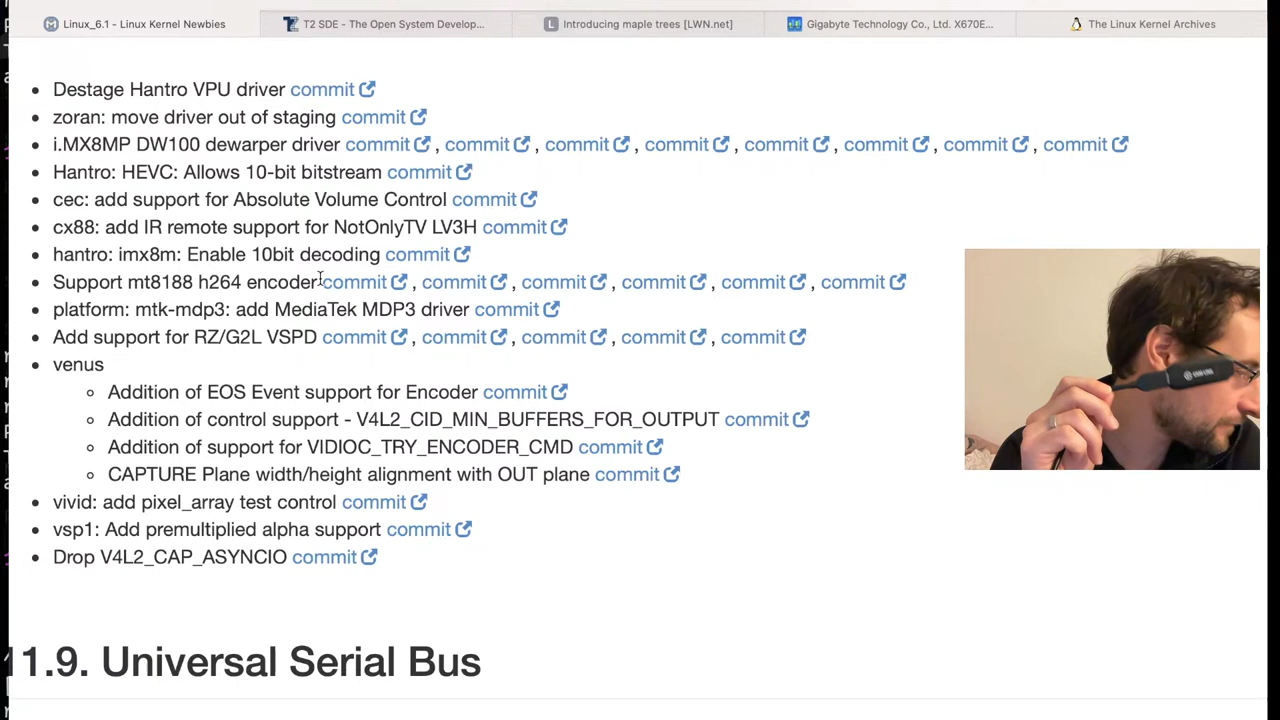 Linux_6.1 - Linux Kernel Newbies
T2 SDE - The Open System Develop...
Introducing maple trees [LWN.net]
Gigabyte Technology Co., Ltd. X670E...
The Linux Kernel Archives
Destage Hantro VPU driver commit
zoran: move driver out of staging commit
i.MX8MP DW100 dewarper driver commit , commit , commit , commit , commit , commit , commit , commit
Hantro: HEVC: Allows 10-bit bitstream commit
cec: add support for Absolute Volume Control commit
cx88: add IR remote support for NotOnlyTV LV3H commit
hantro: imx8m: Enable 10bit decoding commit
Support mt8188 h264 encoder commit , commit , commit , commit , commit , commit
platform: mtk-mdp3: add MediaTek MDP3 driver commit
Add support for RZ/G2L VSPD commit , commit , commit , commit , commit
venus
Addition of EOS Event support for Encoder commit
Addition of control support - V4L2_CID_MIN_BUFFERS_FOR_OUTPUT commit
Addition of support for VIDIOC_TRY_ENCODER_CMD commit
CAPTURE Plane width/height alignment with OUT plane commit
vivid: add pixel_array test control commit
vsp1: Add premultiplied alpha support commit
Drop V4L2_CAP_ASYNCIO commit
1.9. Universal Serial Bus